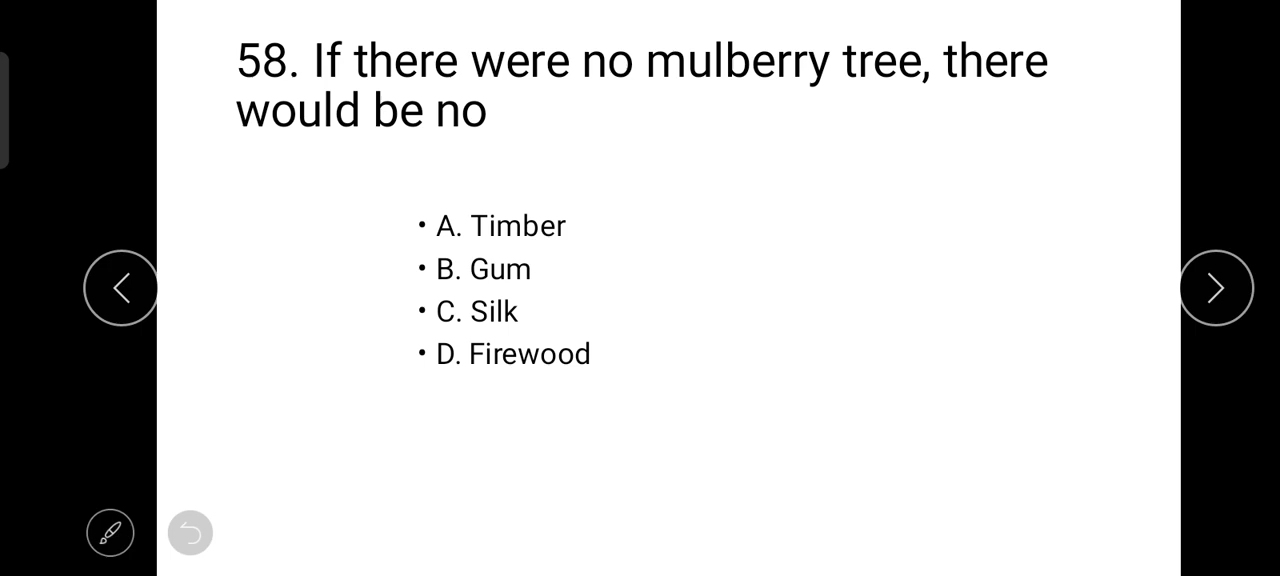 58. If there were no mulberry tree, there
would be no
• A. Timber
• B. Gum
• C. Silk
• D. Firewood